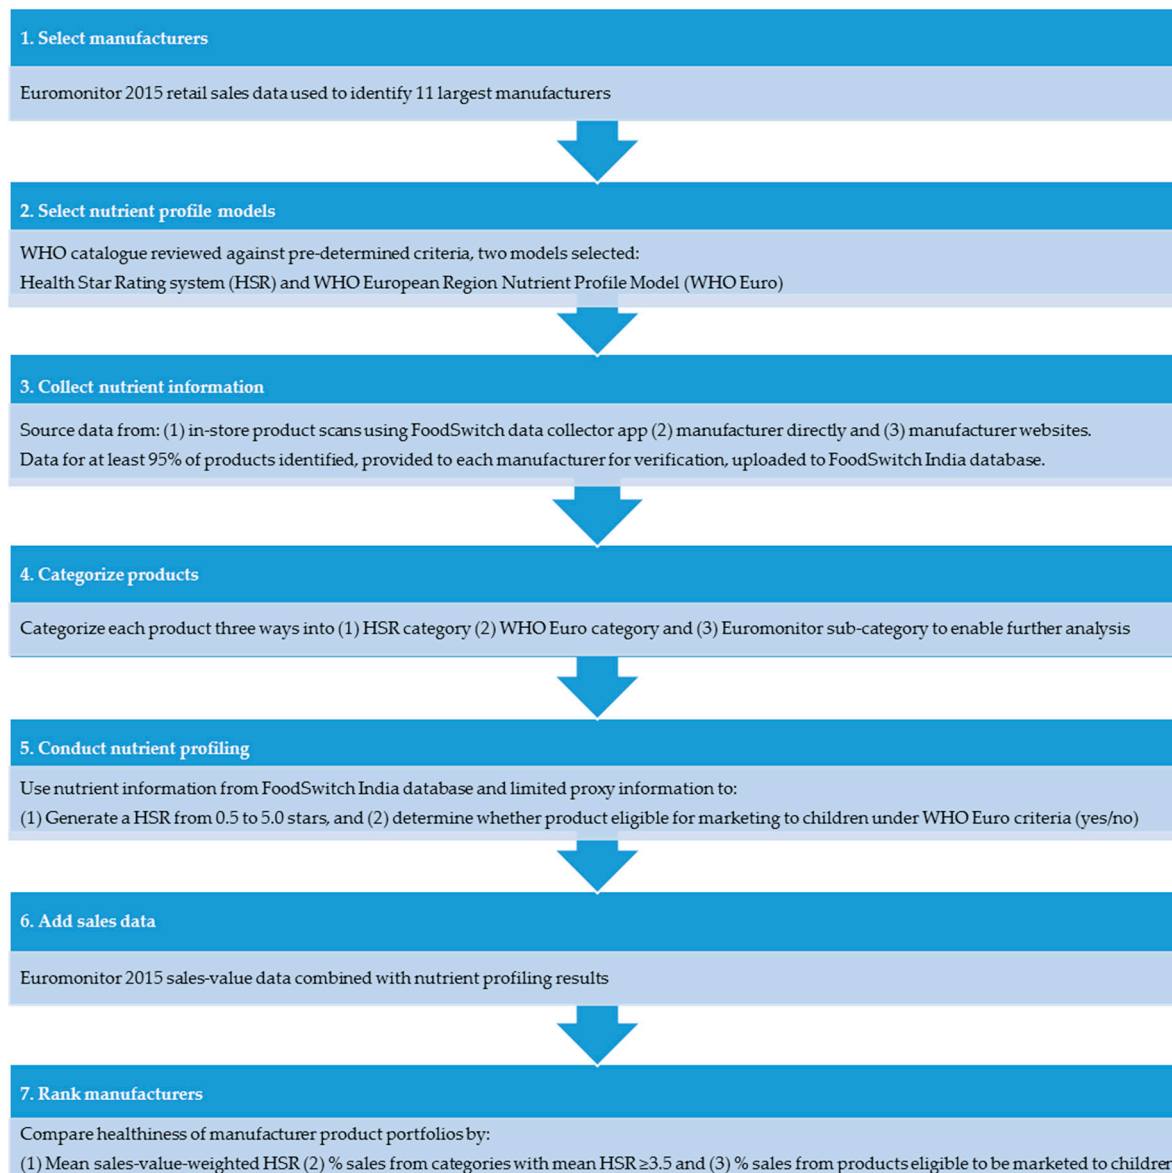 1. Select manufacturers
Euromonitor 2015 retail sales data used to identify 11 largest manufacturers
2. Select nutrient profile models
WHO catalogue reviewed against pre-determined criteria, two models selected:
Health Star Rating system (HSR) and WHO European Region Nutrient Profile Model (WHO Euro)
3. Collect nutrient information
Source data from: (1) in-store product scans using FoodSwitch data collector app (2) manufacturer directly and (3) manufacturer websites.
Data for at least 95% of products identified, provided to each manufacturer for verification, uploaded to FoodSwitch India database.
4. Categorize products
Categorize each product three ways into (1) HSR category (2) WHO Euro category and (3) Euromonitor sub-category to enable further analysis
5. Conduct nutrient profiling
Use nutrient information from FoodSwitch India database and limited proxy information to:
(1) Generate a HSR from 0.5 to 5.0 stars, and (2) determine whether product eligible for marketing to children under WHO Euro criteria (yes/no)
6. Add sales data
Euromonitor 2015 sales-value data combined with nutrient profiling results
7. Rank manufacturers
Compare healthiness of manufacturer product portfolios by:
(1) Mean sales-value-weighted HSR (2) % sales from categories with mean HSR ≥3.5 and (3) % sales from products eligible to be marketed to children